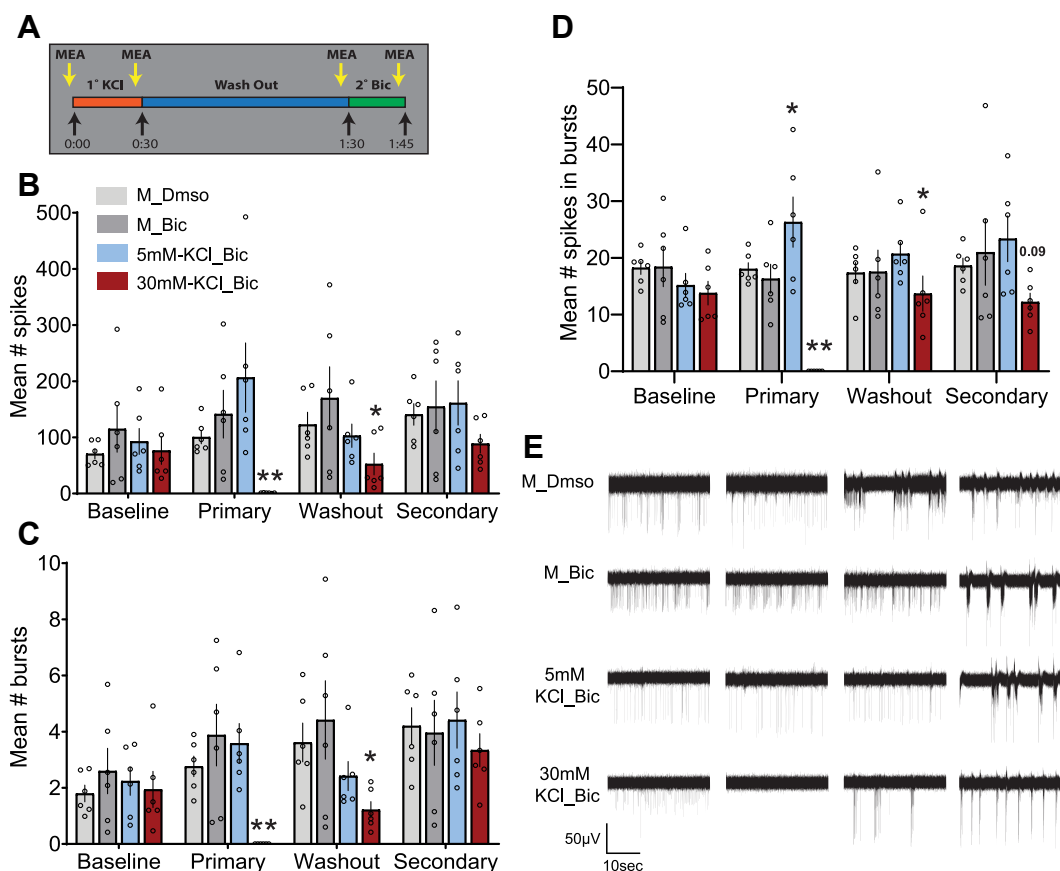 A
MEA MEA MEA MEA
1° KCl Wash Out 2° Bic
0:00 0:30 1:30 1:45
B
M_Dmso
M_Bic
5mM-KCl_Bic
30mM-KCl_Bic
Mean # spikes
500
400
300
200
100
0
** *
Baseline Primary Washout Secondary
C
Mean # bursts
10
8
6
4
2
0
** *
Baseline Primary Washout Secondary
D
Mean # spikes in bursts
50
40
30
20
10
0
* ** * 0.09
Baseline Primary Washout Secondary
E
M_Dmso
M_Bic
5mM
KCl_Bic
30mM
KCl_Bic
50µV
10sec